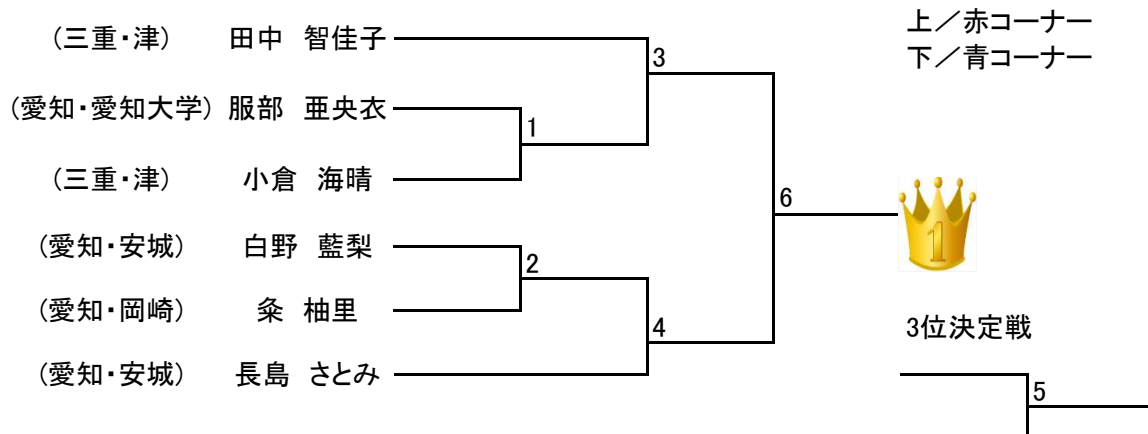 (三重・津) 田中 智佳子
(愛知・愛知大学) 服部 亜央衣
(三重・津) 小倉 海晴
(愛知・安城) 白野 藍梨
(愛知・岡崎) 粂 柚里
(愛知・安城) 長島 さとみ
1
2
3
4
6
上/赤コーナー
下/青コーナー
1
3位決定戦
5